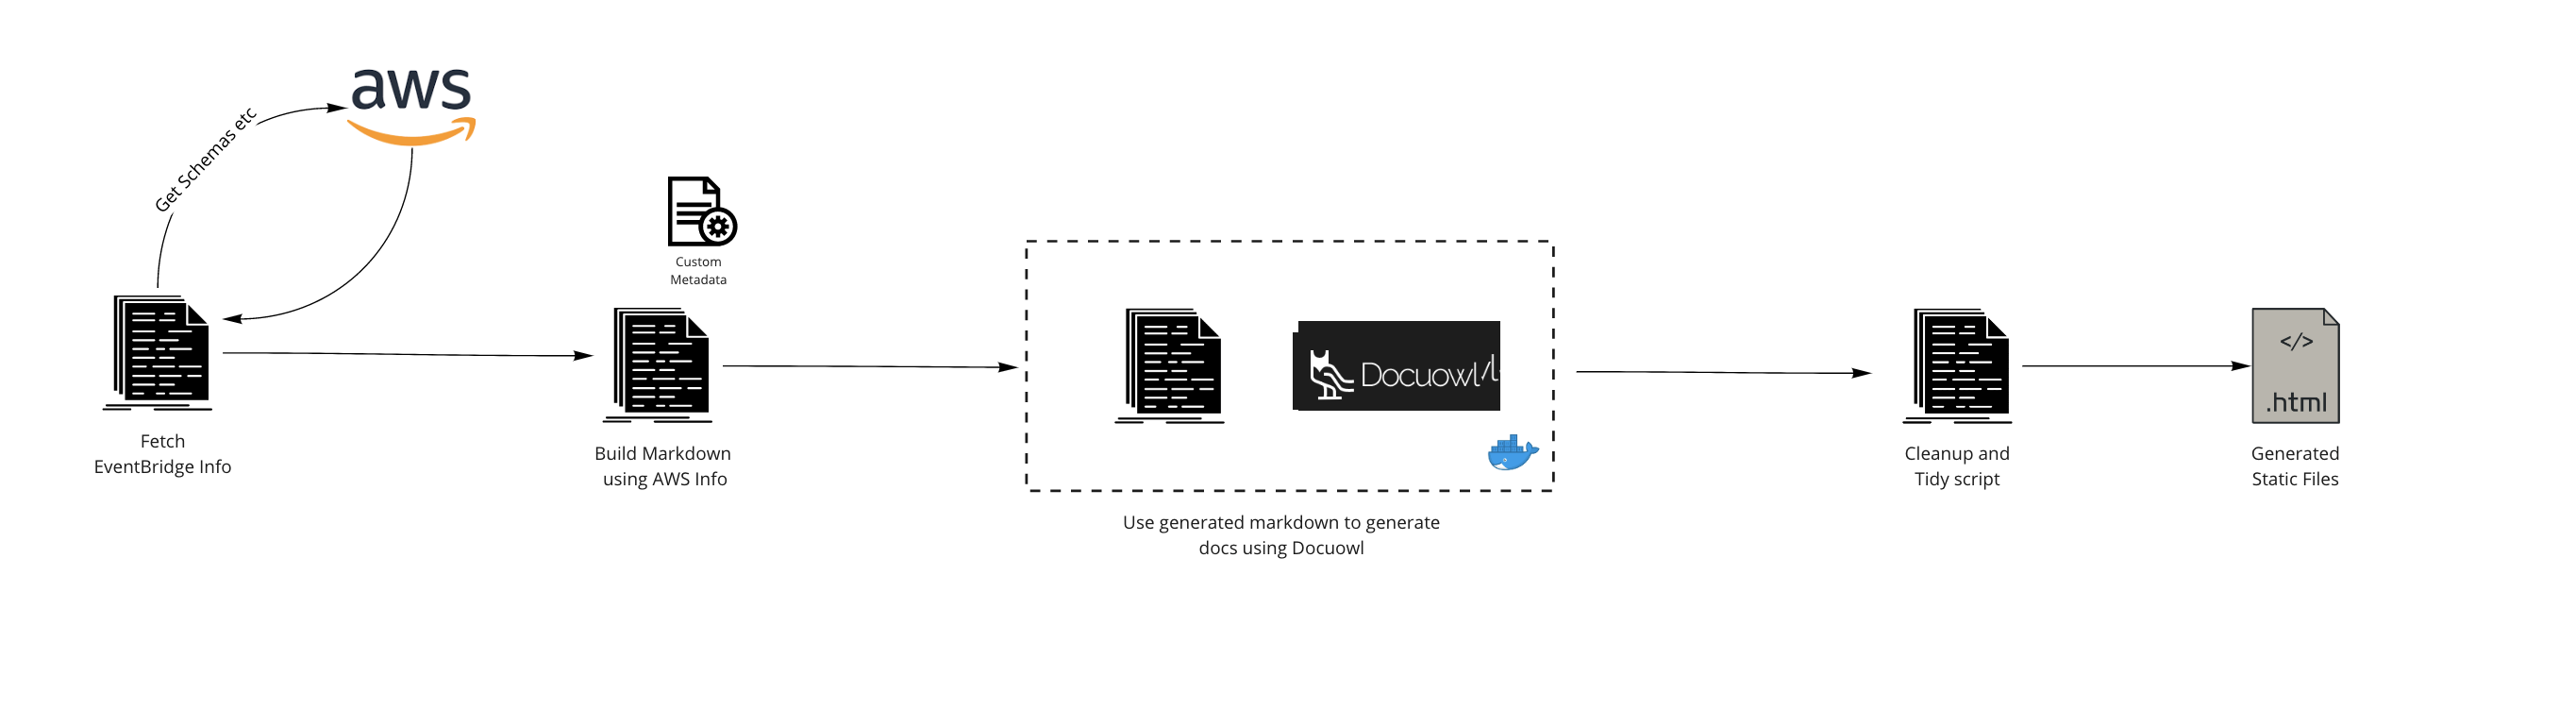 aws
Get Schemas etc
Custom
Metadata
Fetch
EventBridge Info
Build Markdown
using AWS Info
Docuowl
Use generated markdown to generate
docs using Docuowl
Cleanup and
Tidy script
</>
.html
Generated
Static Files